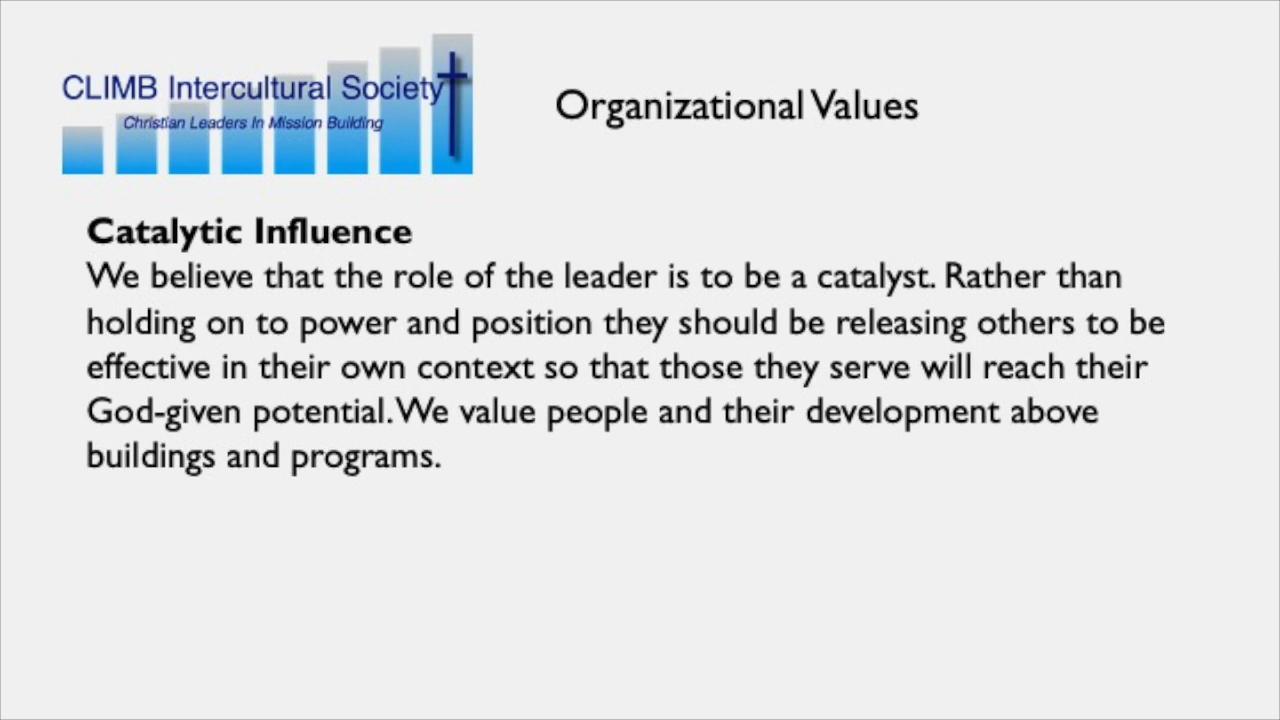 CLIMB Intercultural Society
Christian Leaders In Mission Building
Organizational Values
Catalytic Influence
We believe that the role of the leader is to be a catalyst. Rather than
holding on to power and position they should be releasing others to be
effective in their own context so that those they serve will reach their
God-given potential. We value people and their development above
buildings and programs.